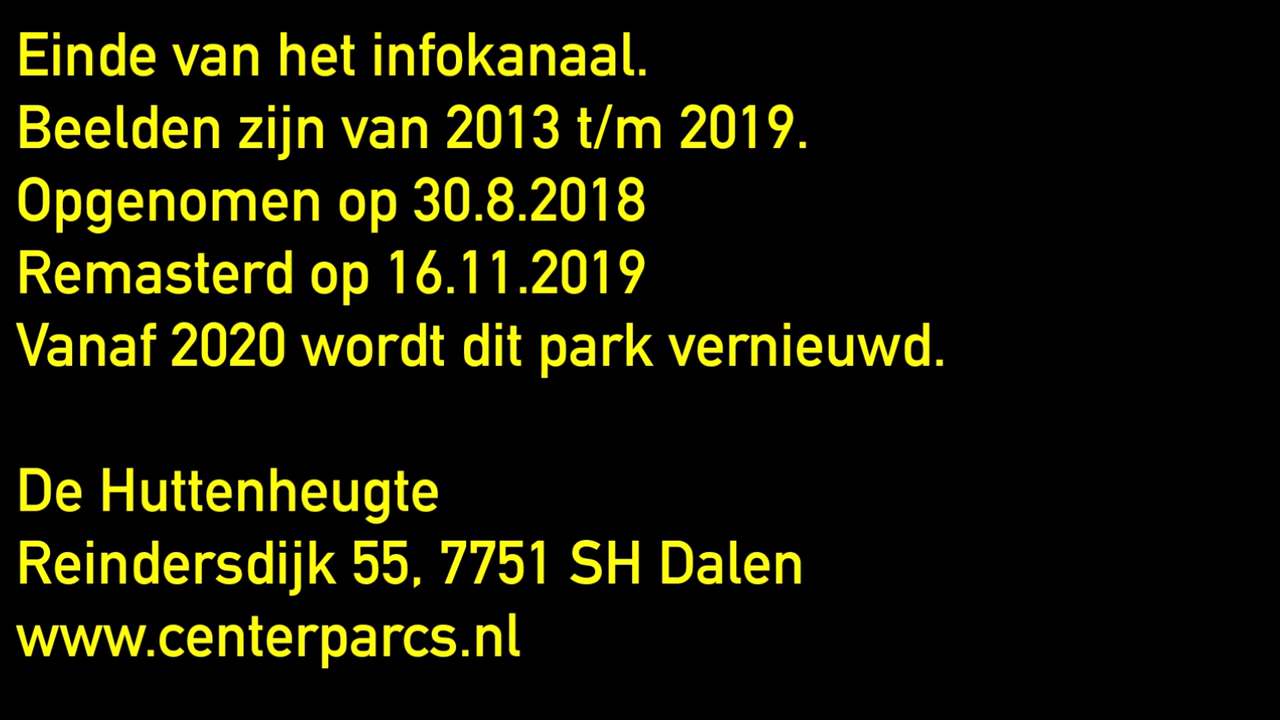 Einde van het infokanaal.
Beelden zijn van 2013 t/m 2019.
Opgenomen op 30.8.2018
Remasterd op 16.11.2019
Vanaf 2020 wordt dit park vernieuwd.
De Huttenheugte
Reindersdijk 55, 7751 SH Dalen
www.centerparcs.nl